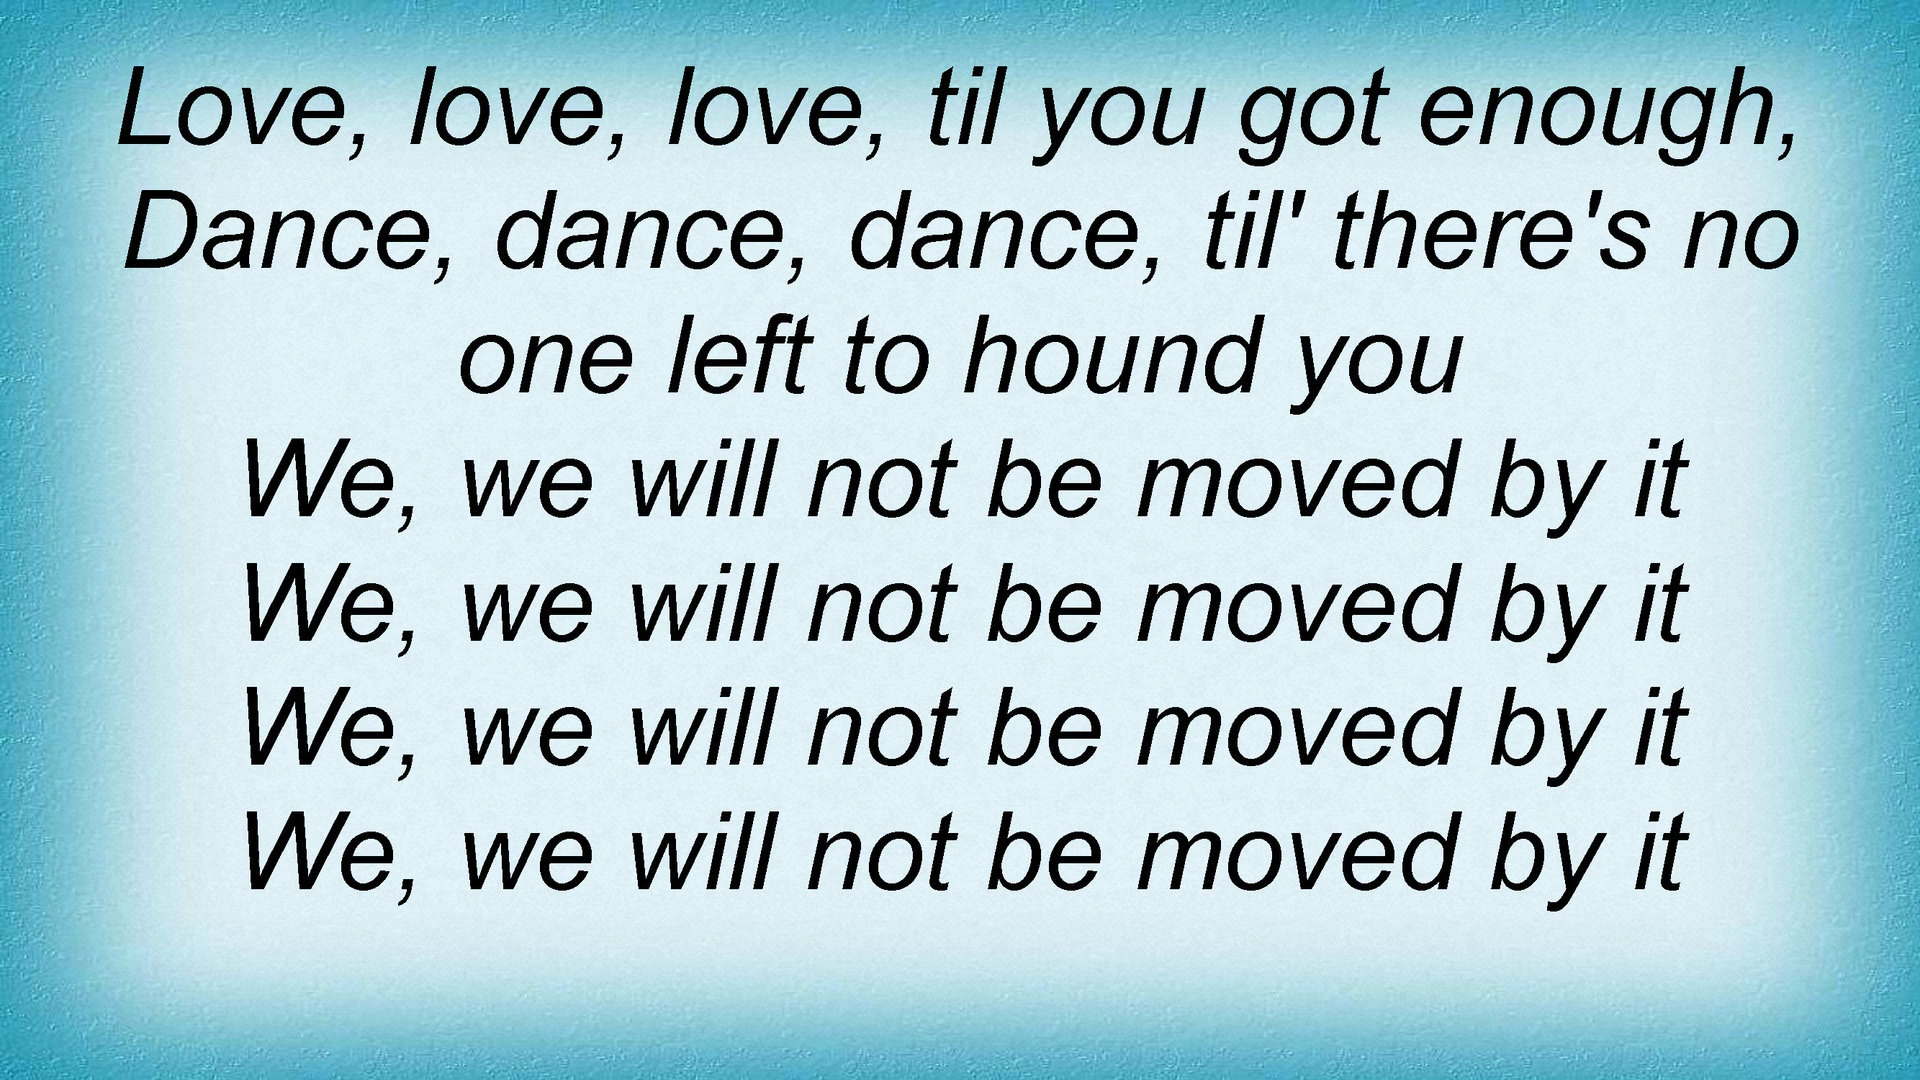 Love, love, love, til you got enough,
Dance, dance, dance, til' there's no
one left to hound you
We, we will not be moved by it
We, we will not be moved by it
We, we will not be moved by it
We, we will not be moved by it